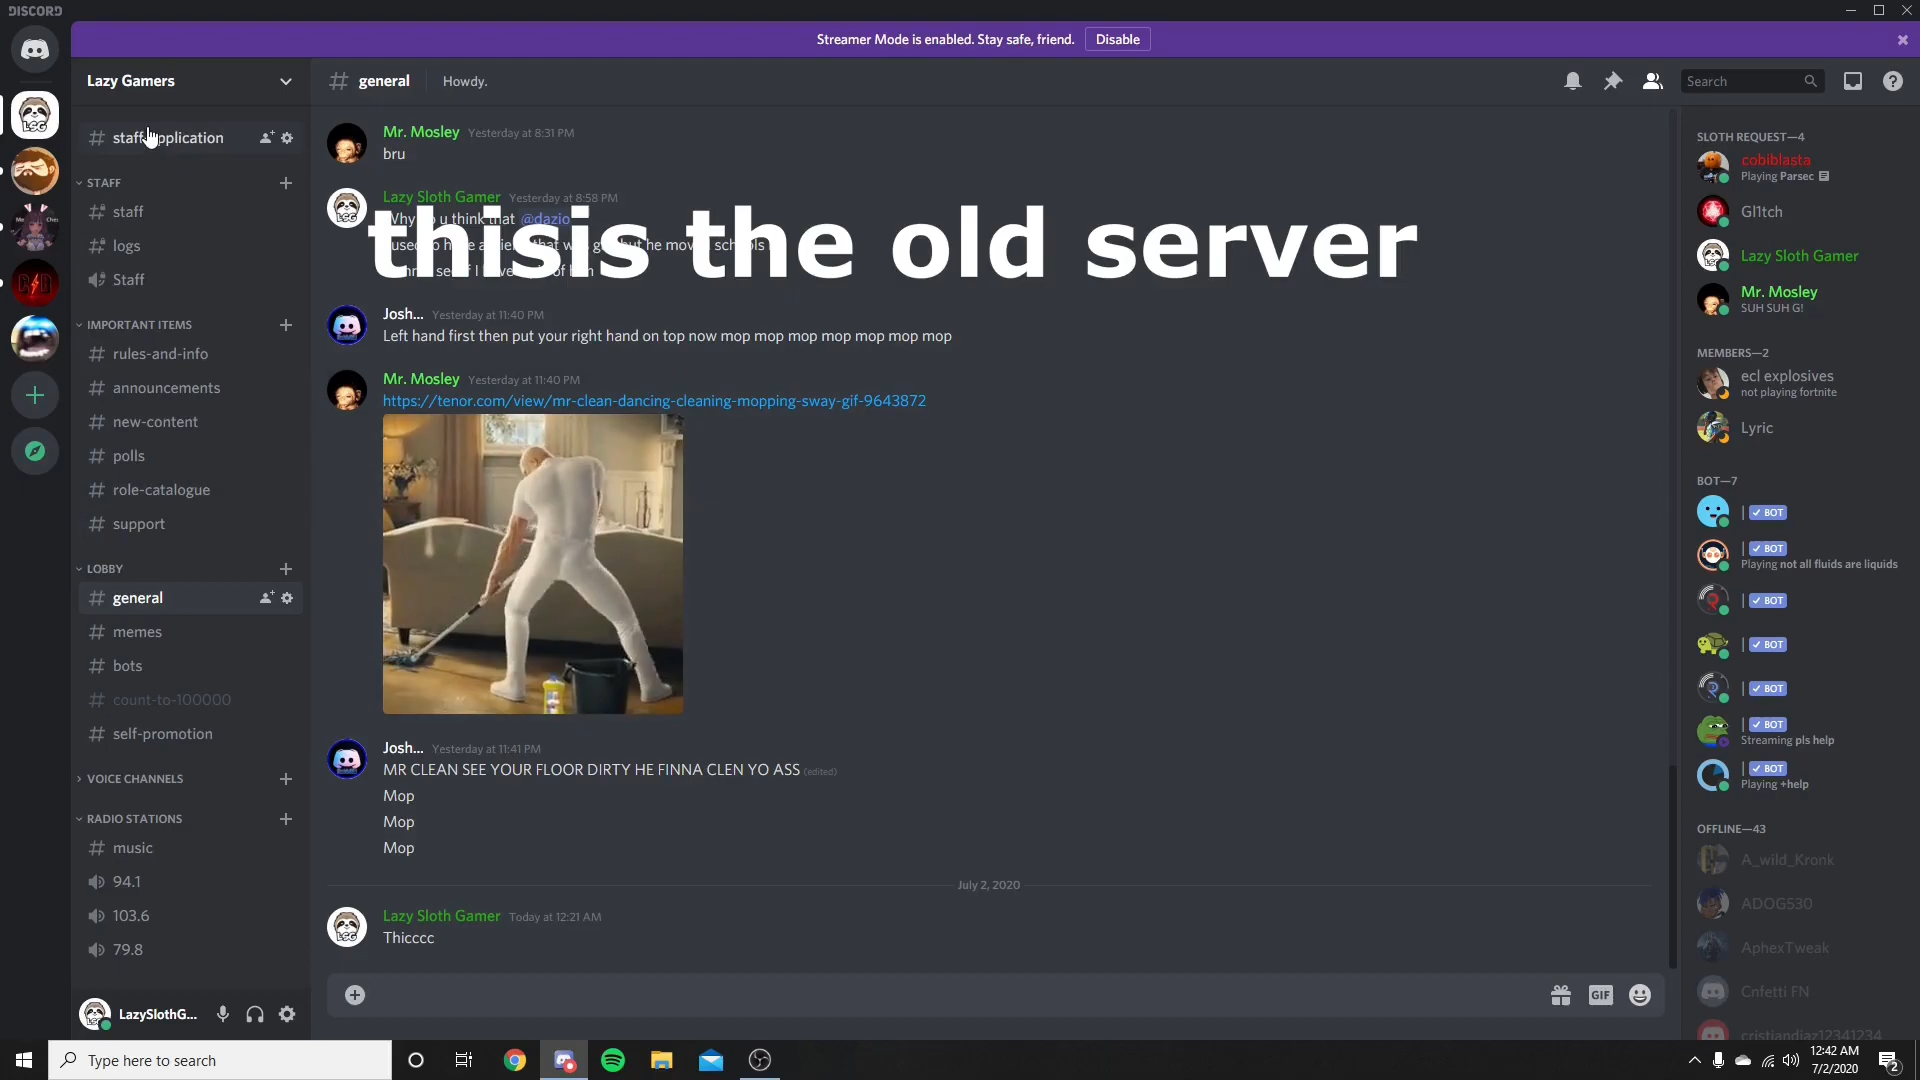 DISCORD
Streamer Mode is enabled. Stay safe, friend.
Disable
Lazy Gamers
general
Howdy.
Search
staff-application
STAFF
staff
logs
Staff
IMPORTANT ITEMS
rules-and-info
announcements
new-content
polls
role-catalogue
support
LOBBY
general
memes
bots
count-to-100000
self-promotion
VOICE CHANNELS
RADIO STATIONS
music
94.1
103.6
79.8
LazySlothG...
Mr. Mosley Yesterday at 8:31 PM
bru
Lazy Sloth Gamer Yesterday at 8:58 PM
Why do u think that @dazio
thisis the old server
Josh... Yesterday at 11:40 PM
Left hand first then put your right hand on top now mop mop mop mop mop mop mop
Mr. Mosley Yesterday at 11:40 PM
https://tenor.com/view/mr-clean-dancing-cleaning-mopping-sway-gif-9643872
Josh... Yesterday at 11:41 PM
MR CLEAN SEE YOUR FLOOR DIRTY HE FINNA CLEN YO ASS (edited)
Mop
Mop
Mop
July 2, 2020
Lazy Sloth Gamer Today at 12:21 AM
Thicccc
GIF
SLOTH REQUEST—4
cobiblasta
Playing Parsec
Gl1tch
Lazy Sloth Gamer
Mr. Mosley
SUH SUH G!
MEMBERS—2
ecl explosives
not playing fortnite
Lyric
BOT—7
| BOT
| BOT
Playing not all fluids are liquids
| BOT
| BOT
| BOT
| BOT
Streaming pls help
| BOT
Playing +help
OFFLINE—43
A_wild_Kronk
ADOG530
AphexTweak
Cnfetti FN
cristiandiaz12341234
Type here to search
12:42 AM
7/2/2020
2